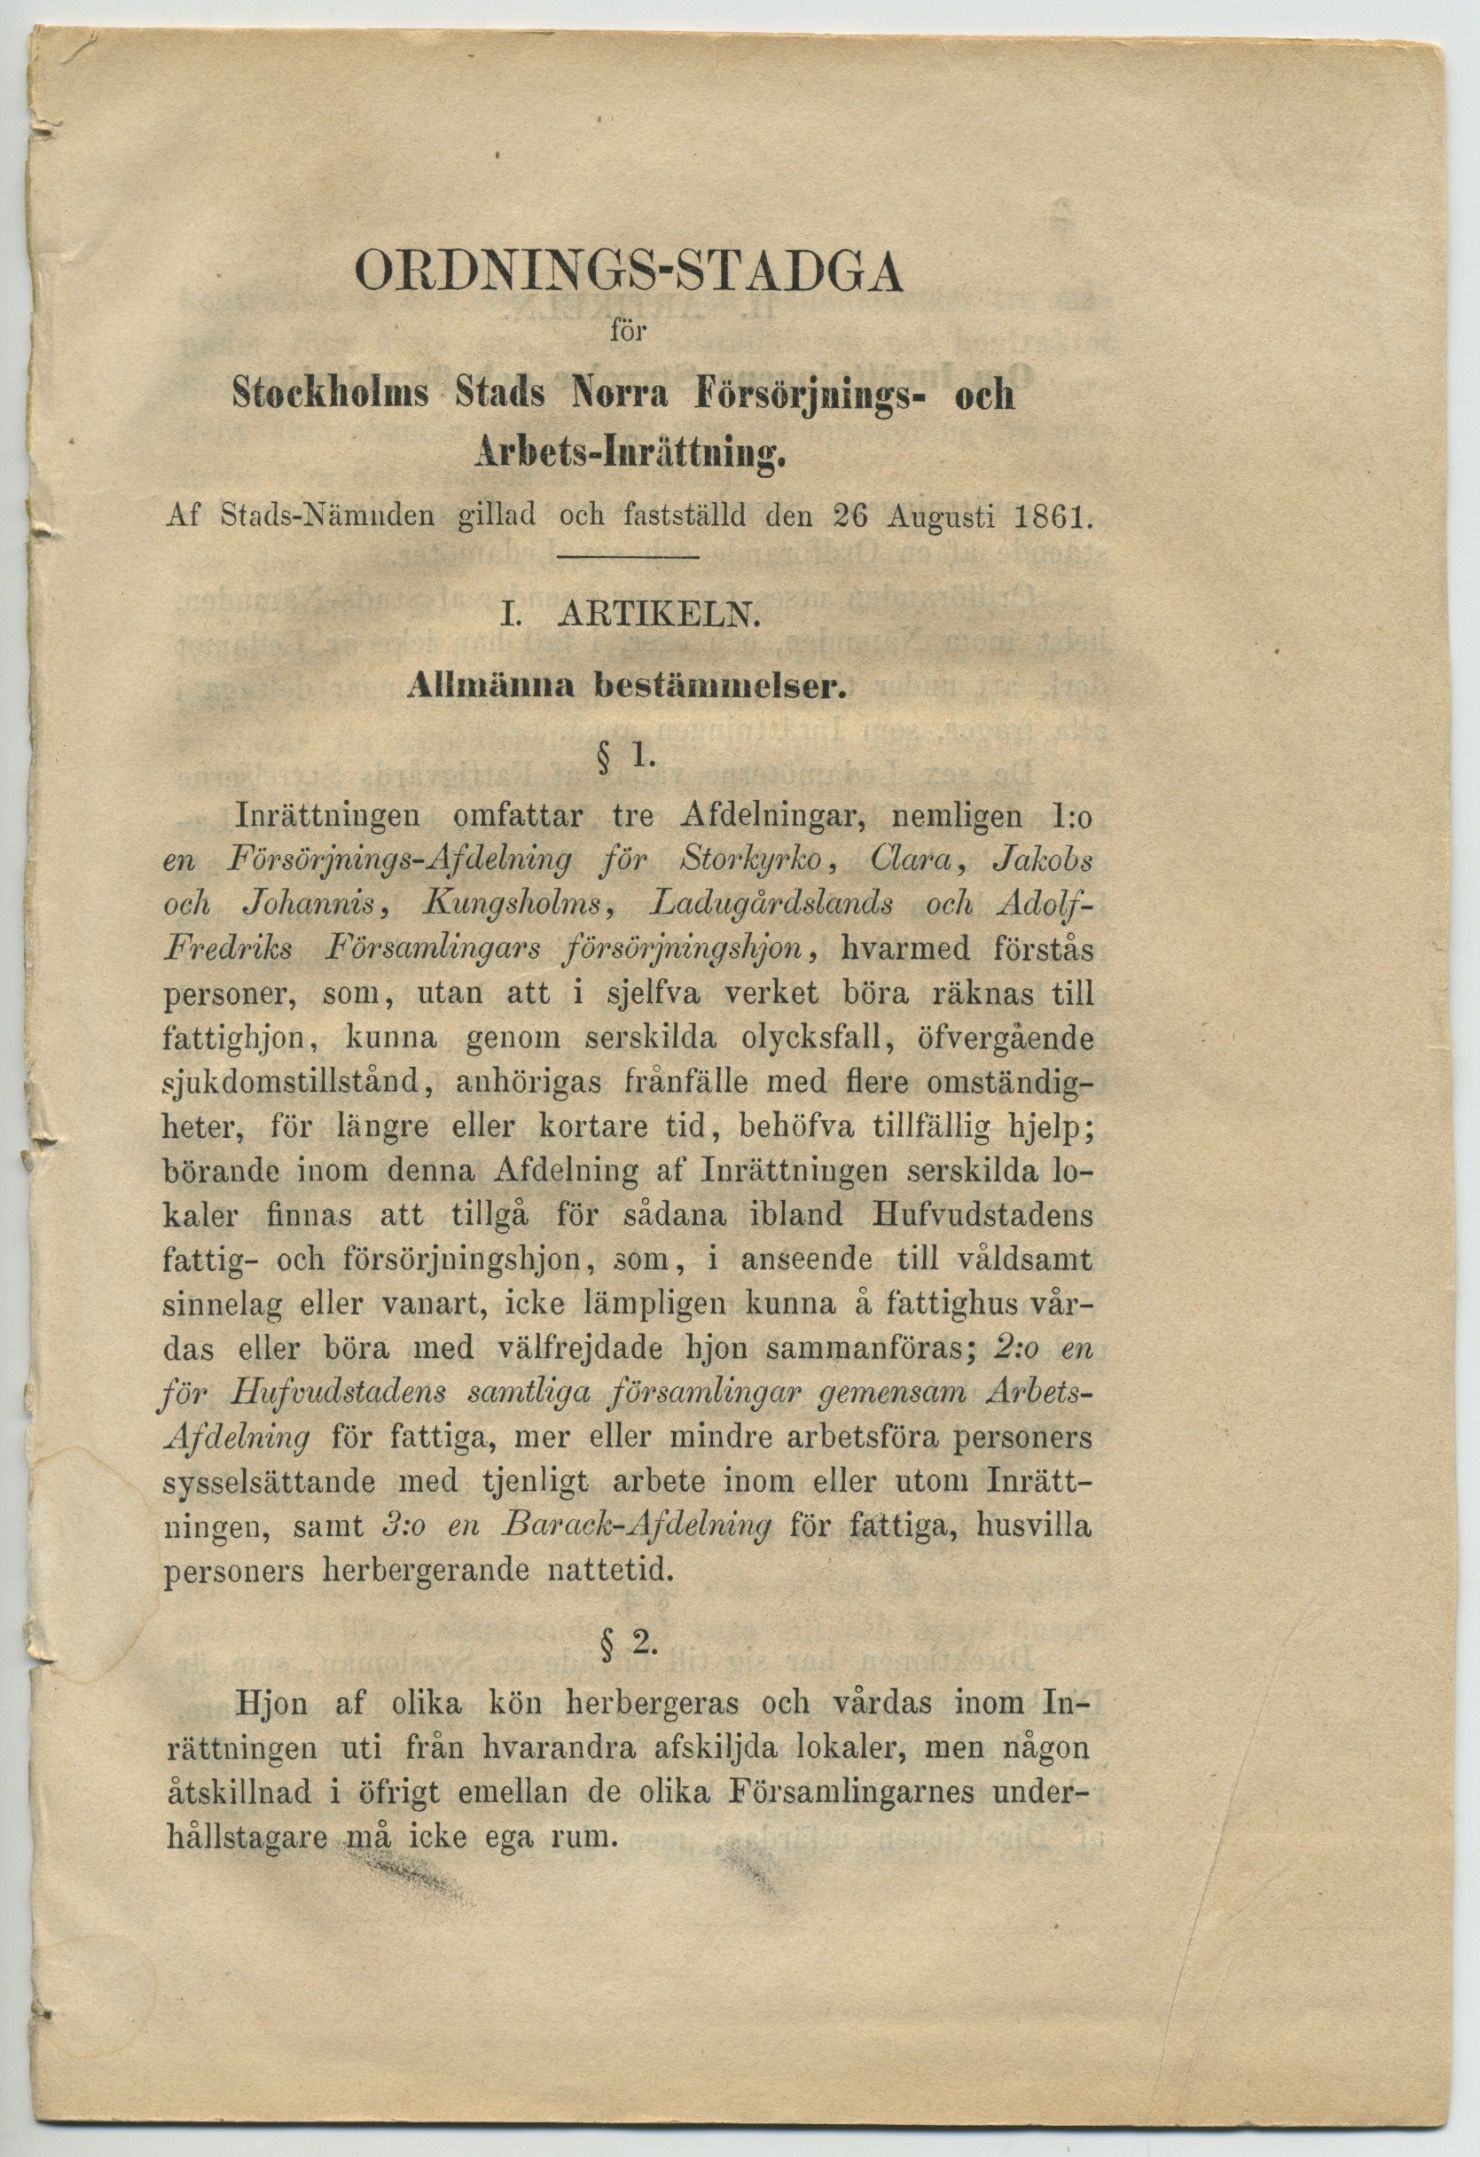 ORDNINGS-STADGA
för
Stockholms Stads Norra Försörjnings- och
Arbets-Inrättning.
Af Stads-Nämnden gillad och fastställd den 26 Augusti 1861.
I. ARTIKELN.
Allmänna bestämmelser.
§ 1.
Inrättningen omfattar tre Afdelningar, nemligen 1:o
en Försörjnings-Afdelning för Storkyrko, Clara, Jakobs
och Johannis, Kungsholms, Ladugårdslands och Adolf-
Fredriks Församlingars försörjningshjon, hvarmed förstås
personer, som, utan att i sjelfva verket böra räknas till
fattighjon, kunna genom serskilda olycksfall, öfvergående
sjukdomstillstånd, anhörigas frånfälle med flere omständig-
heter, för längre eller kortare tid, behöfva tillfällig hjelp;
börande inom denna Afdelning af Inrättningen serskilda lo-
kaler finnas att tillgå för sådana ibland Hufvudstadens
fattig- och försörjningshjon, som, i anseende till våldsamt
sinnelag eller vanart, icke lämpligen kunna å fattighus vår-
das eller böra med välfrejdade hjon sammanföras; 2:o en
för Hufvudstadens samtliga församlingar gemensam Arbets-
Afdelning för fattiga, mer eller mindre arbetsföra personers
sysselsättande med tjenligt arbete inom eller utom Inrätt-
ningen, samt 3:o en Barack-Afdelning för fattiga, husvilla
personers herbergerande nattetid.
§ 2.
Hjon af olika kön herbergeras och vårdas inom In-
rättningen uti från hvarandra afskiljda lokaler, men någon
åtskillnad i öfrigt emellan de olika Församlingarnes under-
hållstagare må icke ega rum.